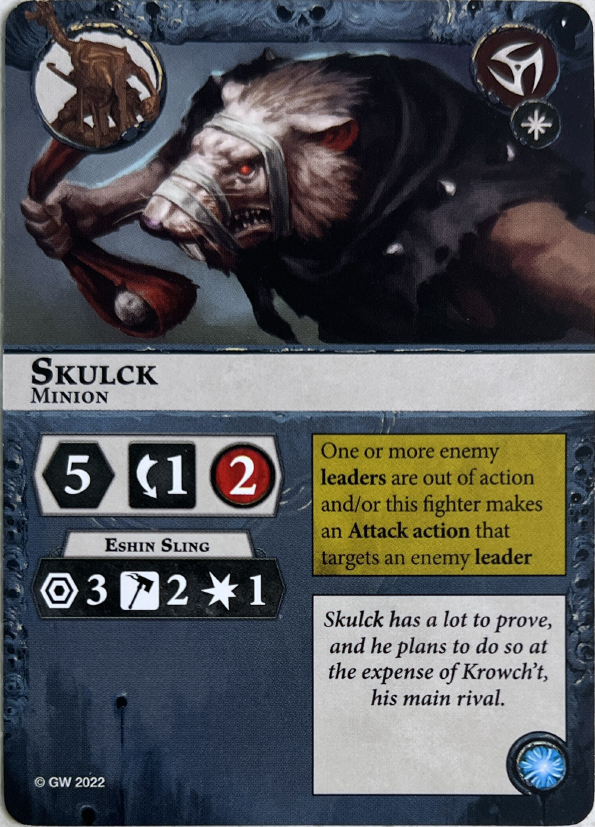 Skulck
Minion
5 1 2
One or more enemy
leaders are out of action
and/or this fighter makes
an Attack action that
targets an enemy leader
Eshin Sling
3 2 1
Skulck has a lot to prove,
and he plans to do so at
the expense of Krowch't,
his main rival.
© GW 2022